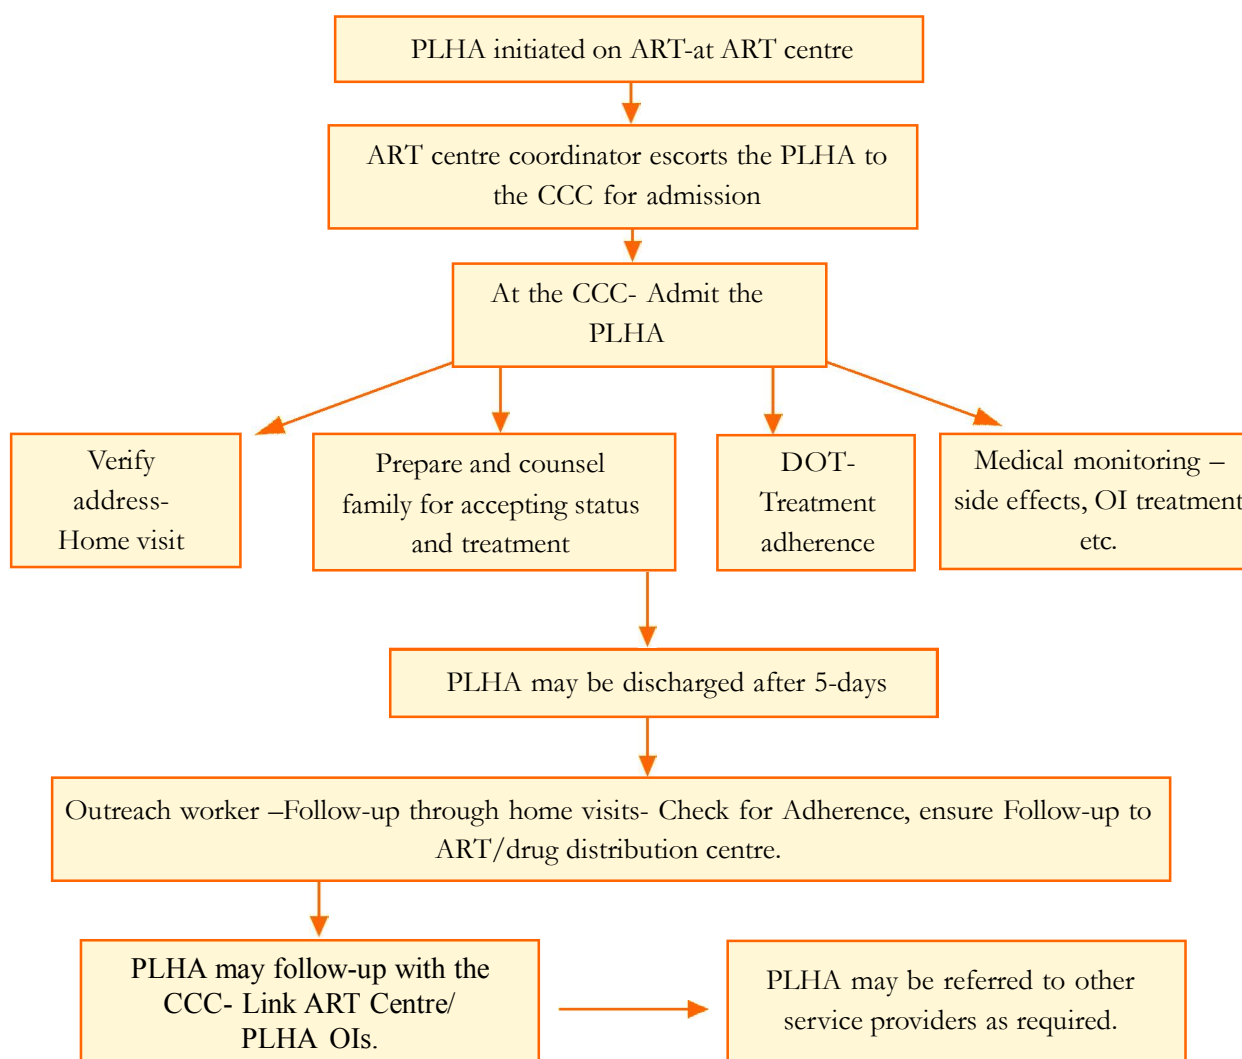 PLHA initiated on ART-at ART centre
ART centre coordinator escorts the PLHA to
the CCC for admission
At the CCC- Admit the
PLHA
Verify
address-
Home visit
Prepare and counsel
family for accepting status
and treatment
DOT-
Treatment
adherence
Medical monitoring –
side effects, OI treatment
etc.
PLHA may be discharged after 5-days
Outreach worker –Follow-up through home visits- Check for Adherence, ensure Follow-up to
ART/drug distribution centre.
PLHA may follow-up with the
CCC- Link ART Centre/
PLHA OIs.
PLHA may be referred to other
service providers as required.